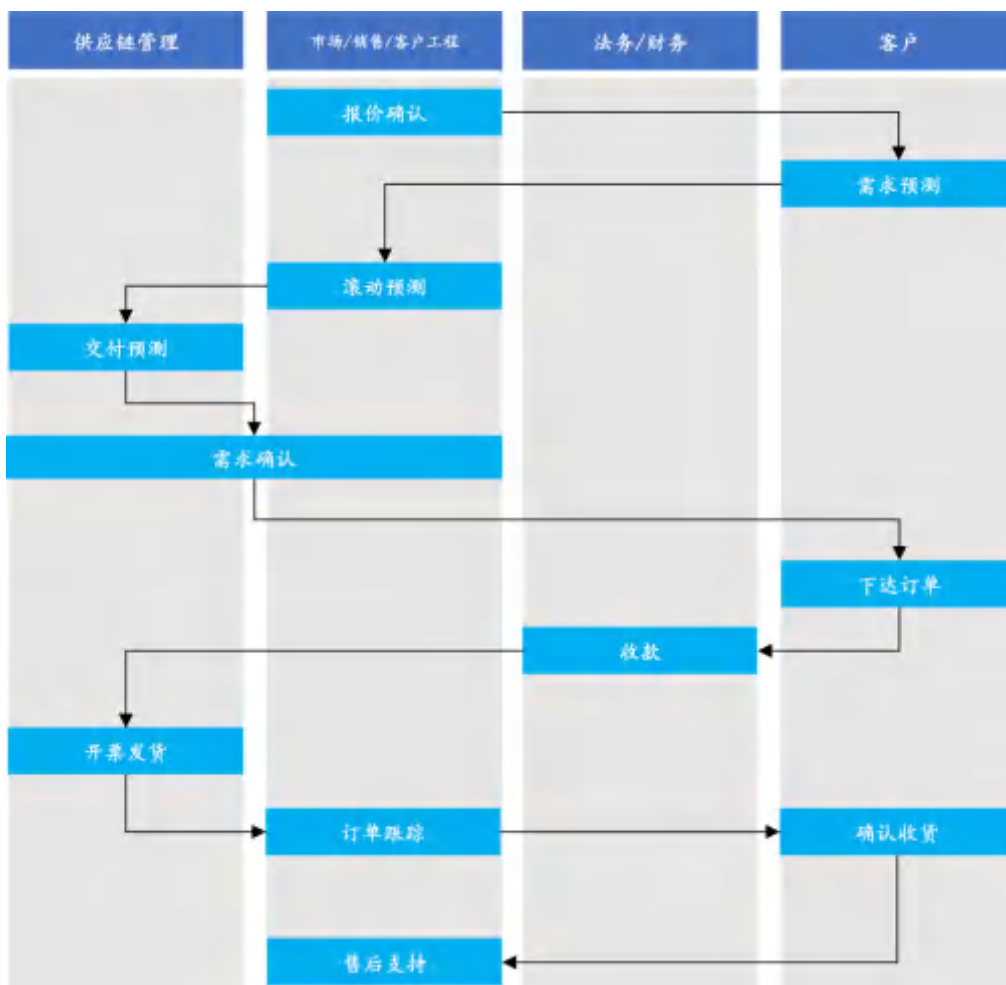 供应链管理
市场/销售/客户工程
法务/财务
客户
报价确认
需求预测
滚动预测
交付预测
需求确认
下达订单
收款
开票发货
订单跟踪
确认收货
售后支持